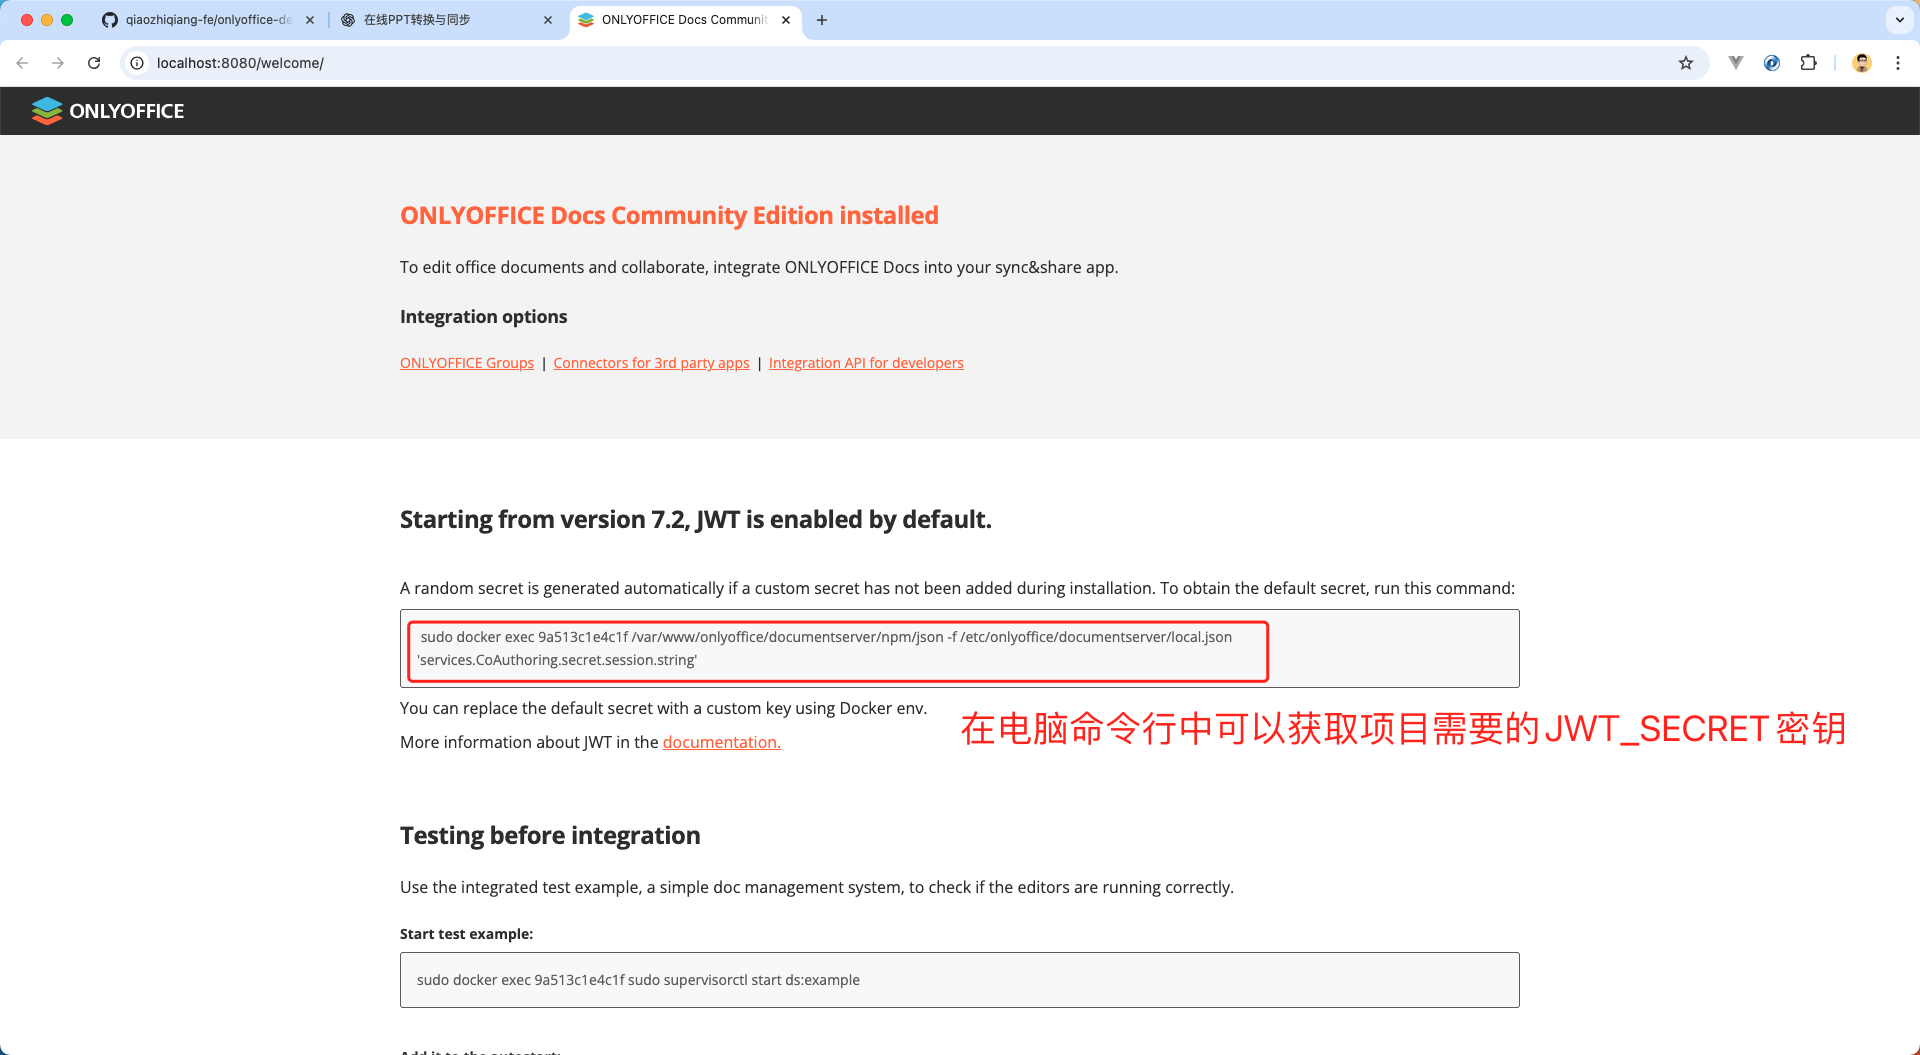 qiaozhiqiang-fe/onlyoffice-de
在线PPT转换与同步
ONLYOFFICE Docs Communit
localhost:8080/welcome/
ONLYOFFICE
ONLYOFFICE Docs Community Edition installed
To edit office documents and collaborate, integrate ONLYOFFICE Docs into your sync&share app.
Integration options
ONLYOFFICE Groups | Connectors for 3rd party apps | Integration API for developers
Starting from version 7.2, JWT is enabled by default.
A random secret is generated automatically if a custom secret has not been added during installation. To obtain the default secret, run this command:
sudo docker exec 9a513c1e4c1f /var/www/onlyoffice/documentserver/npm/json -f /etc/onlyoffice/documentserver/local.json
'services.CoAuthoring.secret.session.string'
You can replace the default secret with a custom key using Docker env.
More information about JWT in the documentation.
在电脑命令行中可以获取项目需要的JWT_SECRET密钥
Testing before integration
Use the integrated test example, a simple doc management system, to check if the editors are running correctly.
Start test example:
sudo docker exec 9a513c1e4c1f sudo supervisorctl start ds:example
Add it to the autostart: